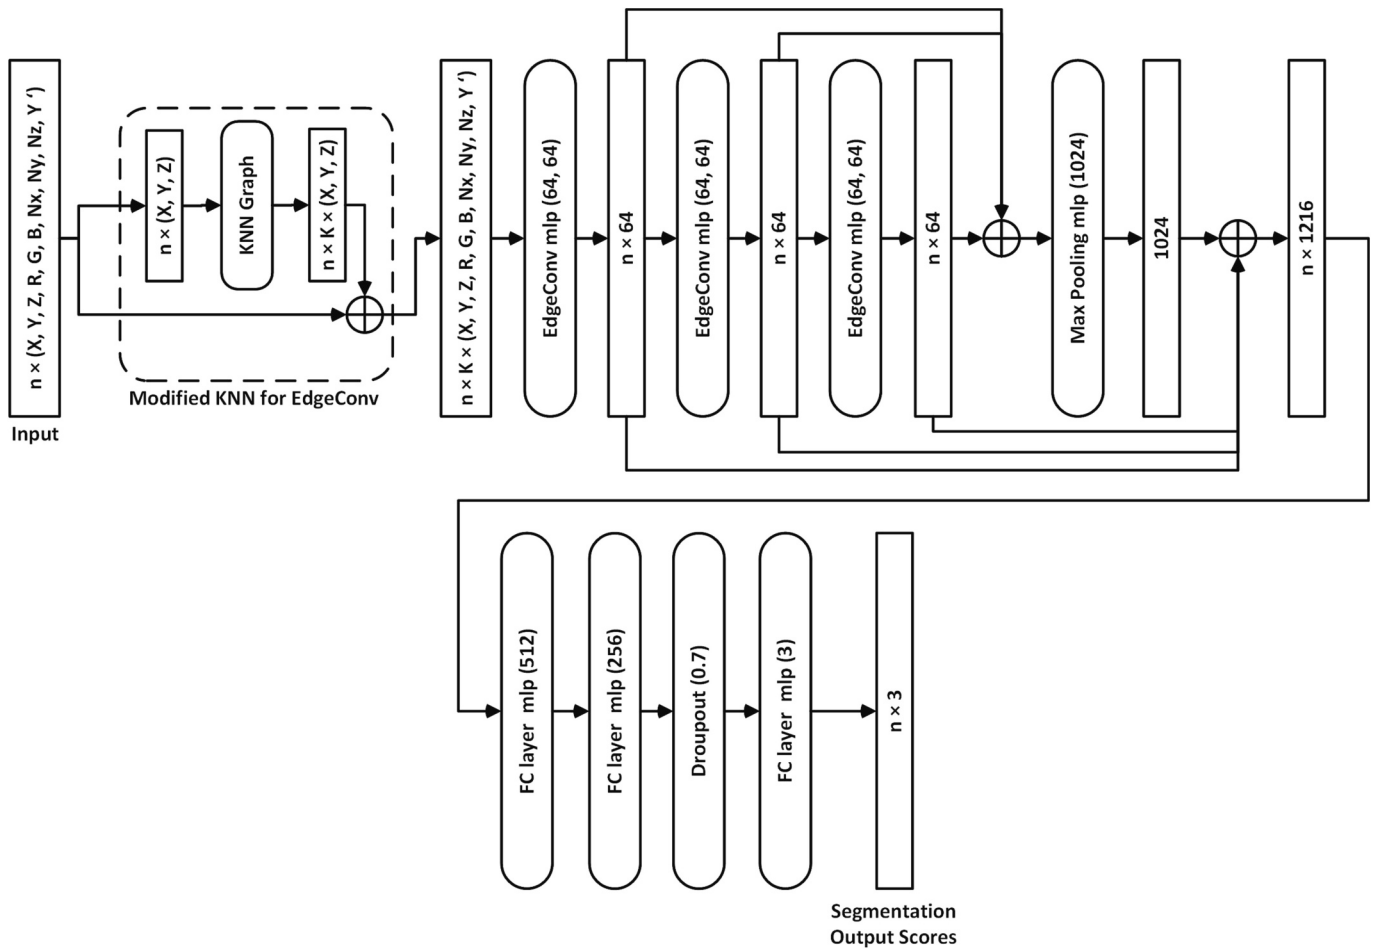 n × (X, Y, Z, R, G, B, Nx, Ny, Nz, Y ‘)
Input
n × (X, Y, Z)
KNN Graph
n × K × (X, Y, Z)
Modified KNN for EdgeConv
n × K × (X, Y, Z, R, G, B, Nx, Ny, Nz, Y ‘)
EdgeConv mlp (64, 64)
n × 64
EdgeConv mlp (64, 64)
n × 64
EdgeConv mlp (64, 64)
n × 64
Max Pooling mlp (1024)
1024
n × 1216
FC layer mlp (512)
FC layer mlp (256)
Droupout (0.7)
FC layer mlp (3)
n × 3
Segmentation
Output Scores